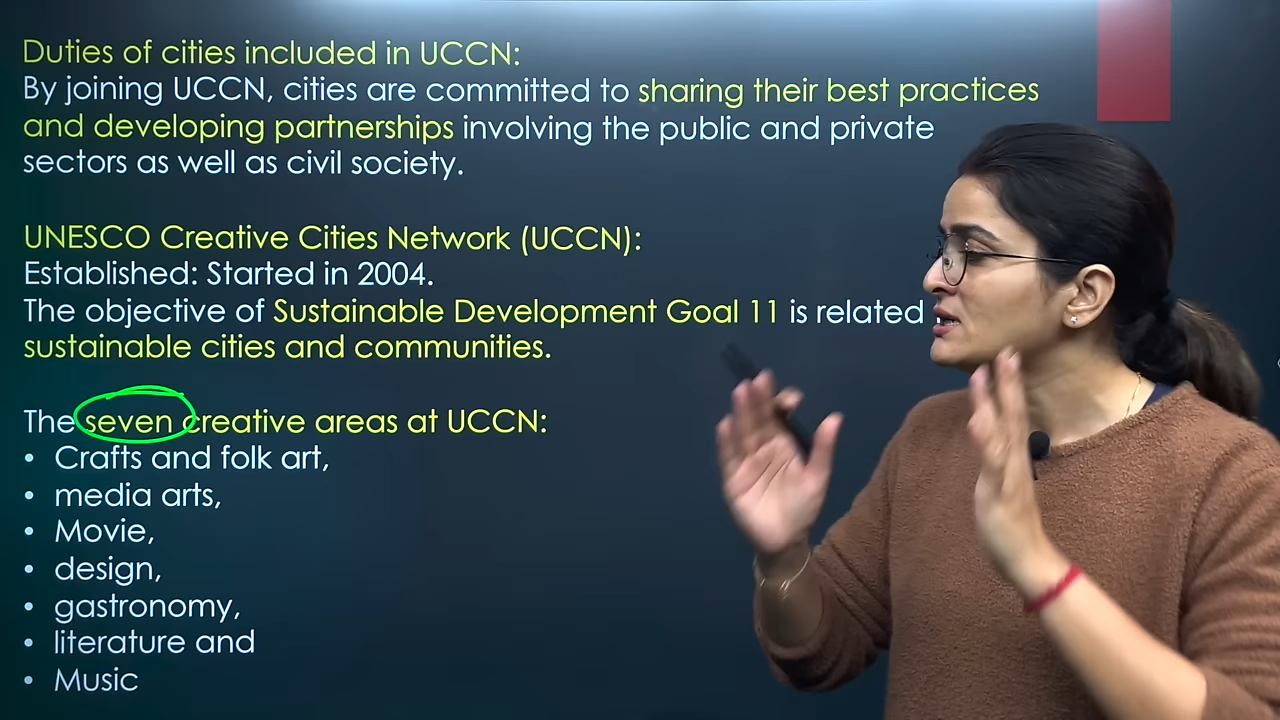 Duties of cities included in UCCN:
By joining UCCN, cities are committed to sharing their best practices
and developing partnerships involving the public and private
sectors as well as civil society.
UNESCO Creative Cities Network (UCCN):
Established: Started in 2004.
The objective of Sustainable Development Goal 11 is related
sustainable cities and communities.
The seven creative areas at UCCN:
• Crafts and folk art,
• media arts,
• Movie,
• design,
• gastronomy,
• literature and
• Music